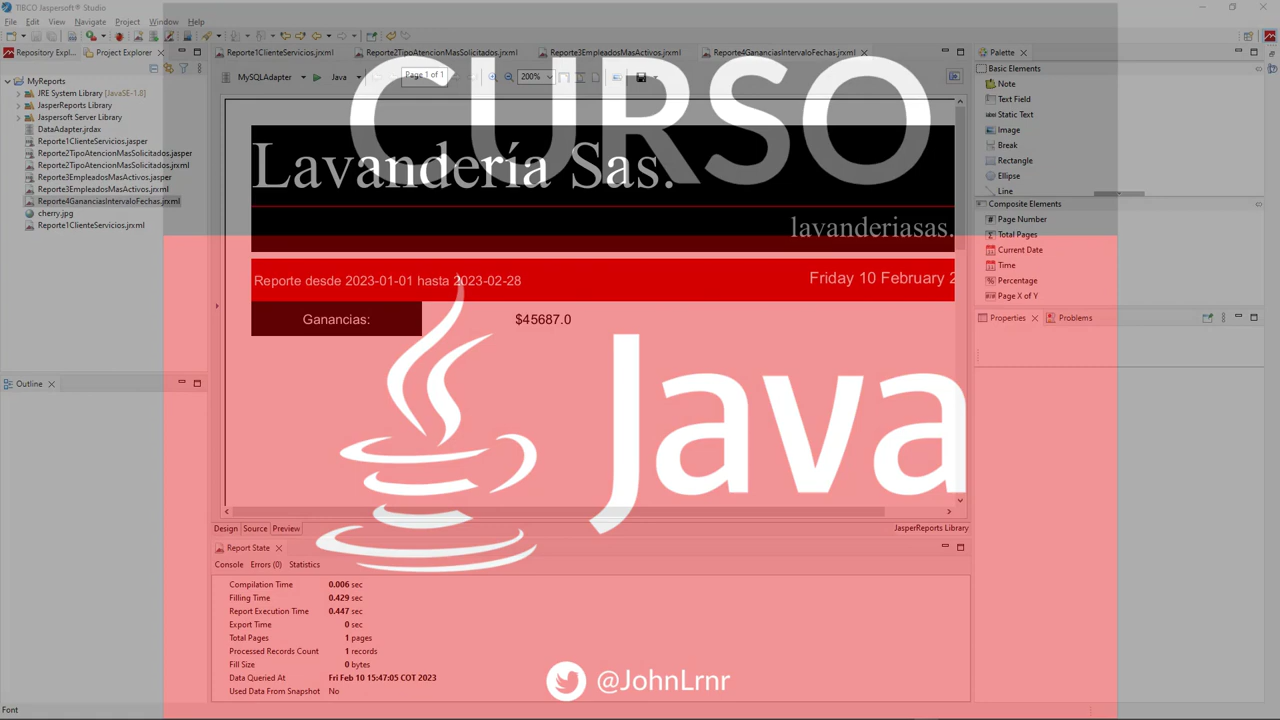 TIBCO Jaspersoft® Studio
File Edit View Navigate Project Window Help
Repository Expl... Project Explorer
Reporte1ClienteServicios.jrxml Reporte2TipoAtencionMasSolicitados.jrxml Reporte3EmpleadosMasActivos.jrxml Reporte4GananciasIntervaloFechas.jrxml
MySQLAdapter Java Page 1 of 1 200%
MyReports
JRE System Library [JavaSE-1.8]
JasperReports Library
Jaspersoft Server Library
DataAdapter.jrdax
Reporte1ClienteServicios.jasper
Reporte2TipoAtencionMasSolicitados.jasper
Reporte2TipoAtencionMasSolicitados.jrxml
Reporte3EmpleadosMasActivos.jasper
Reporte3EmpleadosMasActivos.jrxml
Reporte4GananciasIntervaloFechas.jrxml
cherry.jpg
Reporte1ClienteServicios.jrxml
Outline
CURSO
Lavandería Sas.
lavanderiasas.
Reporte desde 2023-01-01 hasta 2023-02-28
Friday 10 February 2
Ganancias: $45687.0
Java
Design Source Preview
JasperReports Library
Report State
Console Errors (0) Statistics
Compilation Time 0.006 sec
Filling Time 0.429 sec
Report Execution Time 0.447 sec
Export Time 0 sec
Total Pages 1 pages
Processed Records Count 1 records
Fill Size 0 bytes
Data Queried At Fri Feb 10 15:47:05 COT 2023
Used Data From Snapshot No
@JohnLrnr
Palette
Basic Elements
Note
Text Field
Static Text
Image
Break
Rectangle
Ellipse
Line
Composite Elements
Page Number
Total Pages
Current Date
Time
Percentage
Page X of Y
Properties Problems
Font